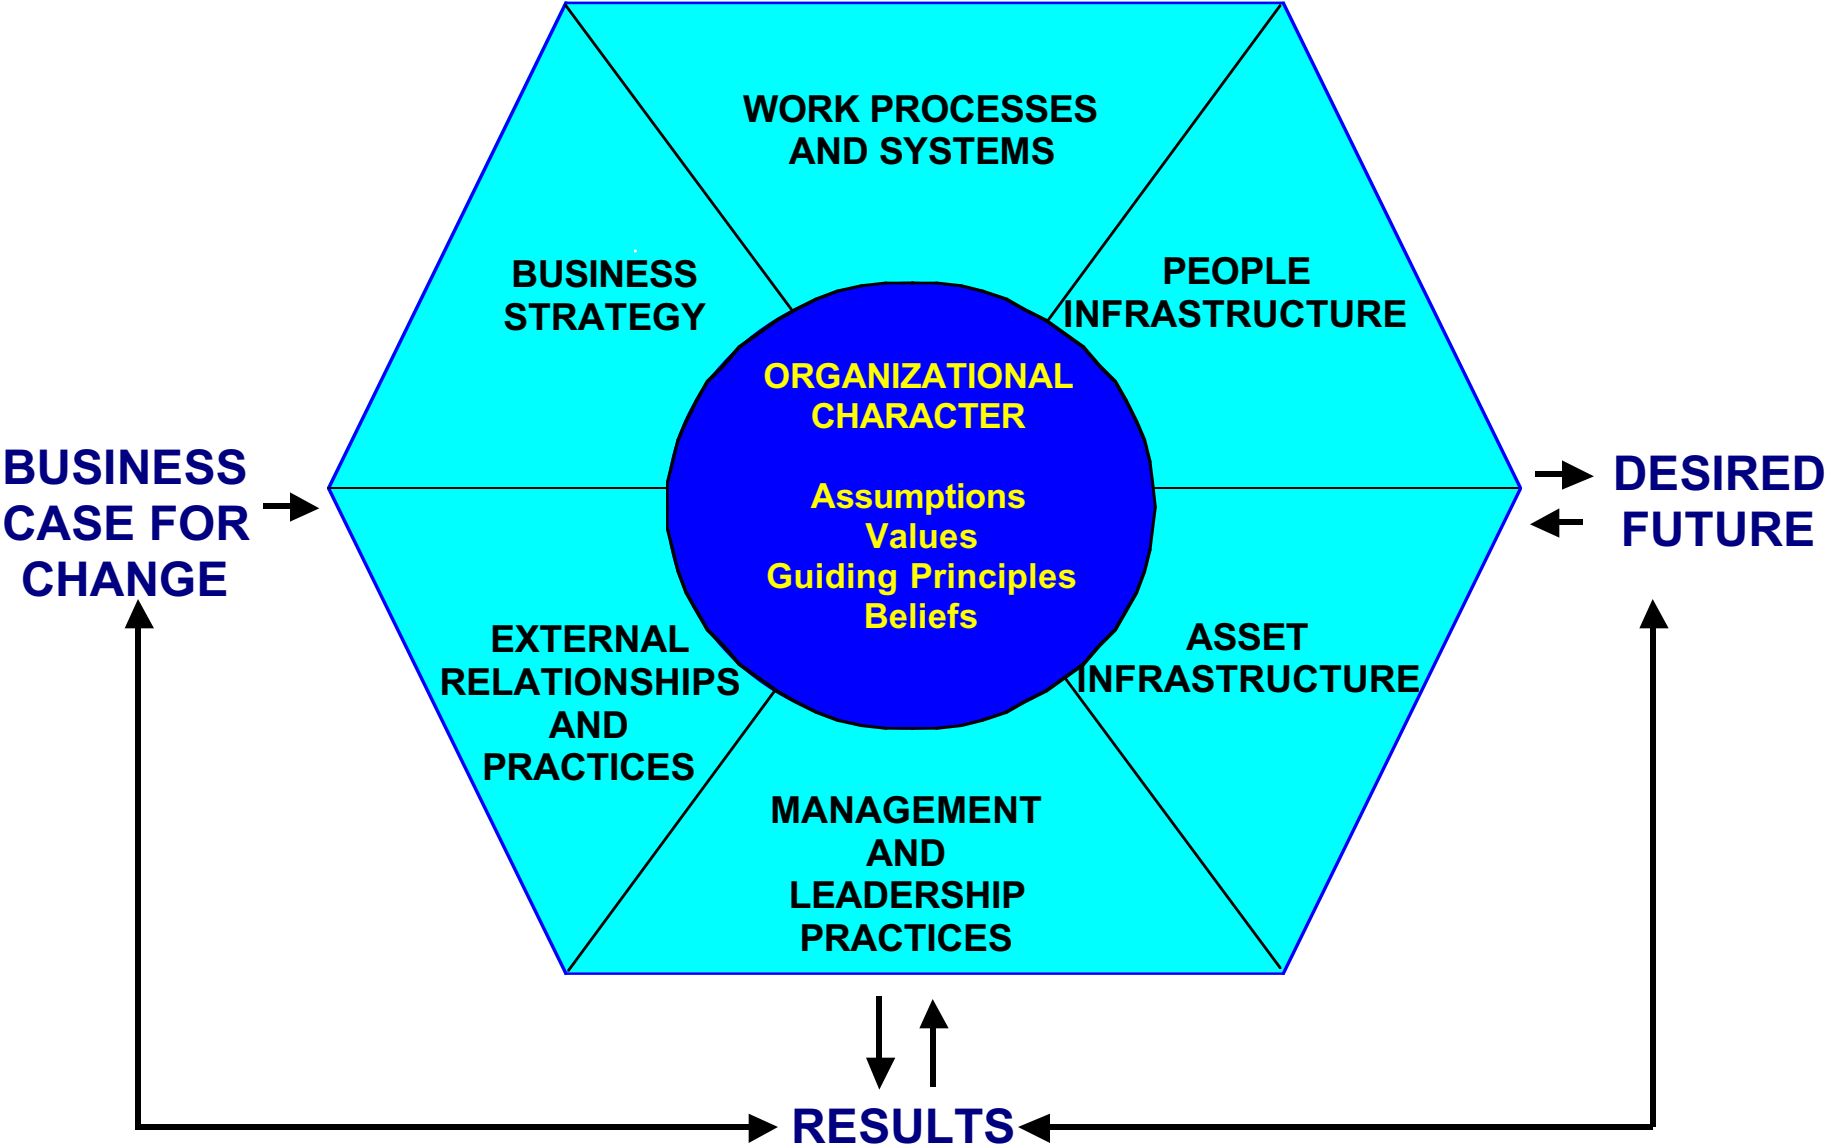 WORK PROCESSES
AND SYSTEMS
BUSINESS
STRATEGY
PEOPLE
INFRASTRUCTURE
ORGANIZATIONAL
CHARACTER
Assumptions
Values
Guiding Principles
Beliefs
BUSINESS
CASE FOR
CHANGE
DESIRED
FUTURE
EXTERNAL
RELATIONSHIPS
AND
PRACTICES
ASSET
INFRASTRUCTURE
MANAGEMENT
AND
LEADERSHIP
PRACTICES
RESULTS